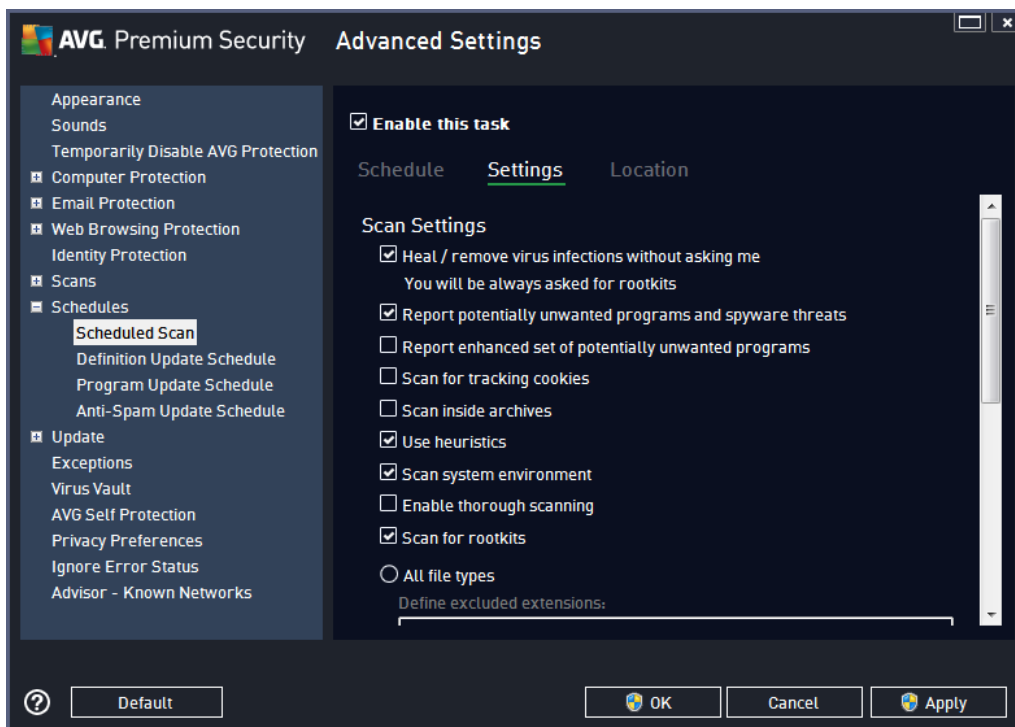 AVG. Premium Security
Advanced Settings
Appearance
Sounds
Temporarily Disable AVG Protection
Computer Protection
Email Protection
Web Browsing Protection
Identity Protection
Scans
Schedules
Scheduled Scan
Definition Update Schedule
Program Update Schedule
Anti-Spam Update Schedule
Update
Exceptions
Virus Vault
AVG Self Protection
Privacy Preferences
Ignore Error Status
Advisor - Known Networks
Enable this task
Schedule Settings Location
Scan Settings
Heal / remove virus infections without asking me
You will be always asked for rootkits
Report potentially unwanted programs and spyware threats
Report enhanced set of potentially unwanted programs
Scan for tracking cookies
Scan inside archives
Use heuristics
Scan system environment
Enable thorough scanning
Scan for rootkits
All file types
Define excluded extensions:
? Default OK Cancel Apply